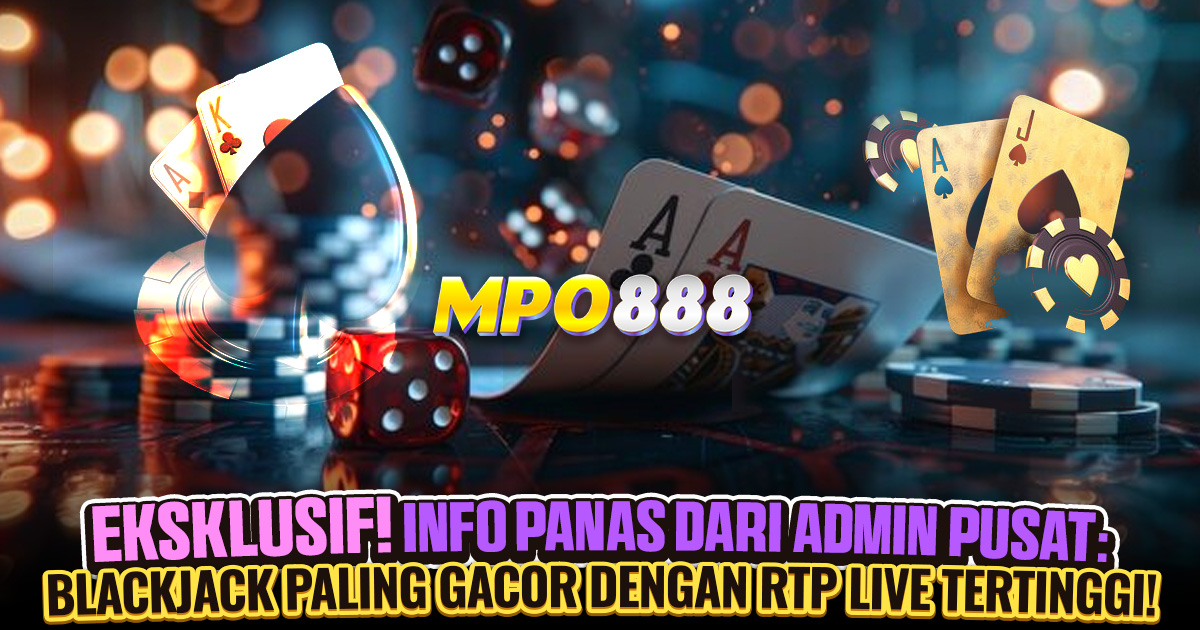 K
A
A
A
A
J
MPO888
EKSKLUSIF! INFO PANAS DARI ADMIN PUSAT:
BLACKJACK PALING GACOR DENGAN RTP LIVE TERTINGGI!